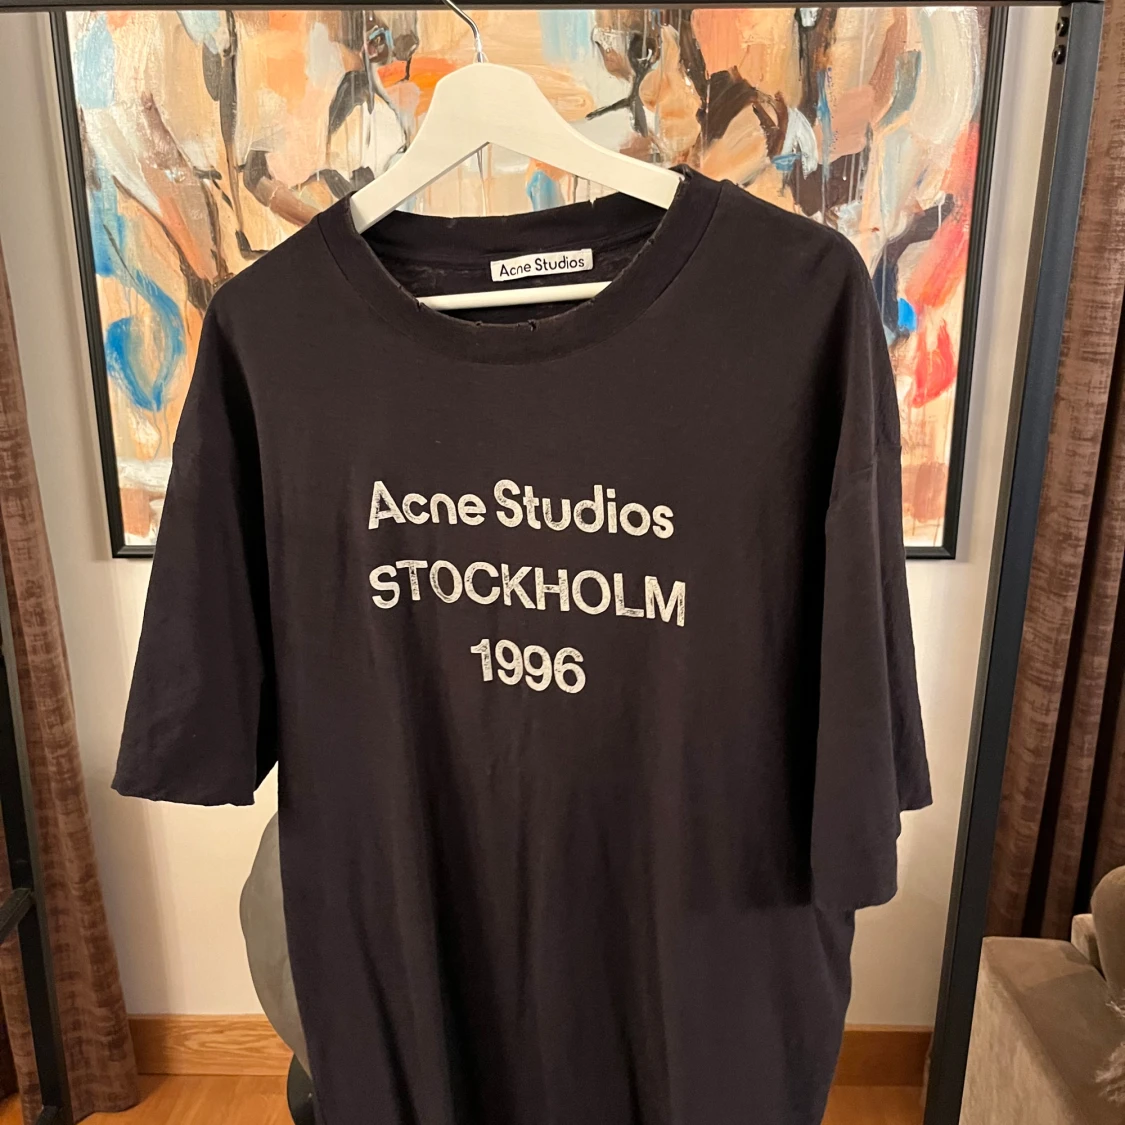 Acne Studios
Acne Studios
STOCKHOLM
1996